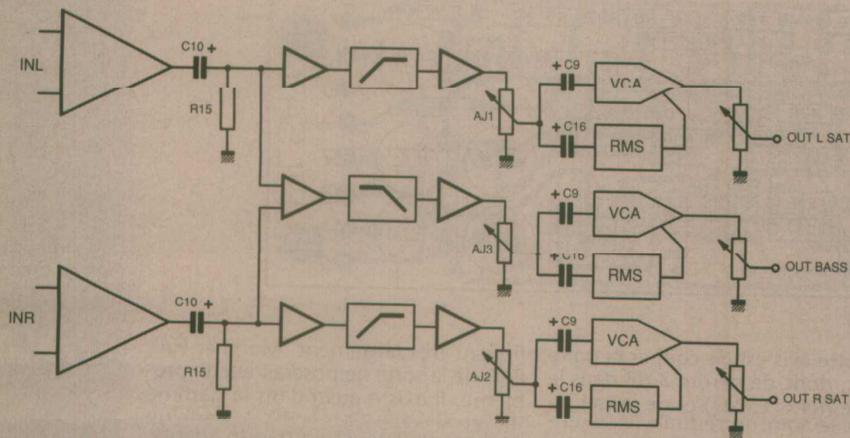 INL
C10 +
R15
AJ1
+ C9
VCA
+ C16
RMS
OUT L SAT
AJ3
+ C9
VCA
+ C16
RMS
OUT BASS
INR
C10 +
R15
AJ2
+ C9
VCA
+ C16
RMS
OUT R SAT